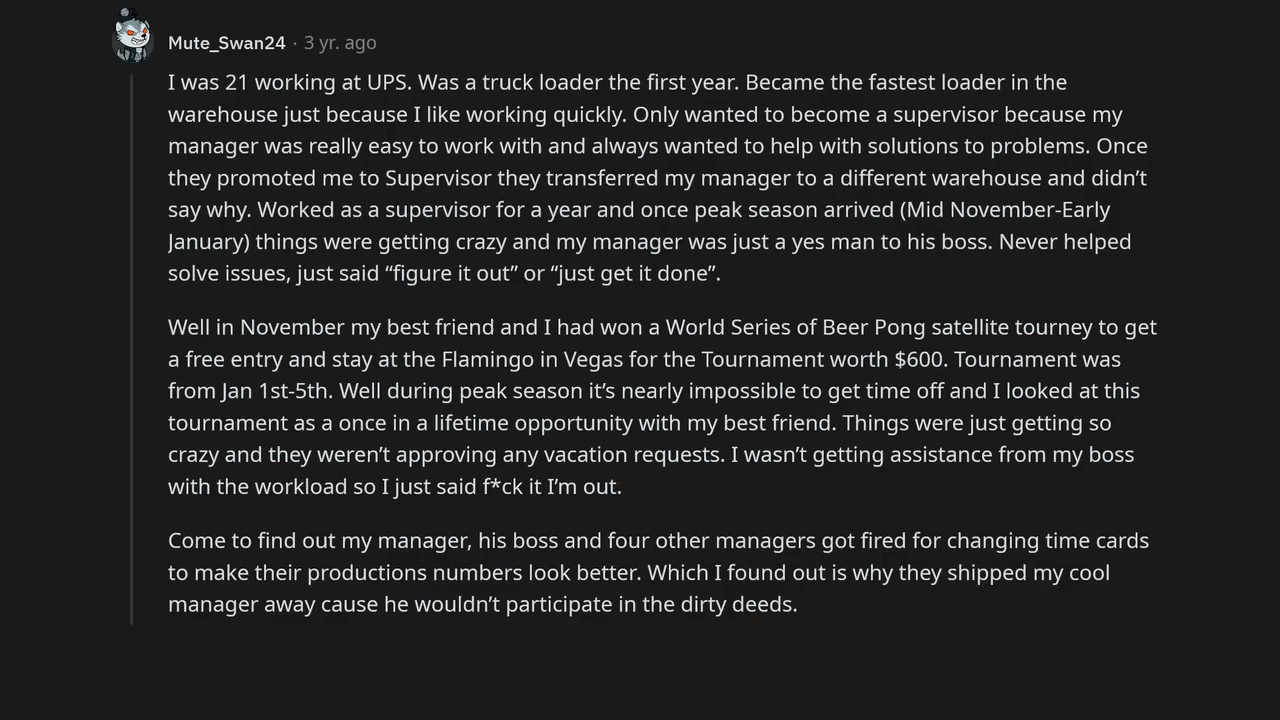 Mute_Swan24 · 3 yr. ago
I was 21 working at UPS. Was a truck loader the first year. Became the fastest loader in the
warehouse just because I like working quickly. Only wanted to become a supervisor because my
manager was really easy to work with and always wanted to help with solutions to problems. Once
they promoted me to Supervisor they transferred my manager to a different warehouse and didn’t
say why. Worked as a supervisor for a year and once peak season arrived (Mid November-Early
January) things were getting crazy and my manager was just a yes man to his boss. Never helped
solve issues, just said “figure it out” or “just get it done”.
Well in November my best friend and I had won a World Series of Beer Pong satellite tourney to get
a free entry and stay at the Flamingo in Vegas for the Tournament worth $600. Tournament was
from Jan 1st-5th. Well during peak season it’s nearly impossible to get time off and I looked at this
tournament as a once in a lifetime opportunity with my best friend. Things were just getting so
crazy and they weren’t approving any vacation requests. I wasn’t getting assistance from my boss
with the workload so I just said f*ck it I’m out.
Come to find out my manager, his boss and four other managers got fired for changing time cards
to make their productions numbers look better. Which I found out is why they shipped my cool
manager away cause he wouldn’t participate in the dirty deeds.